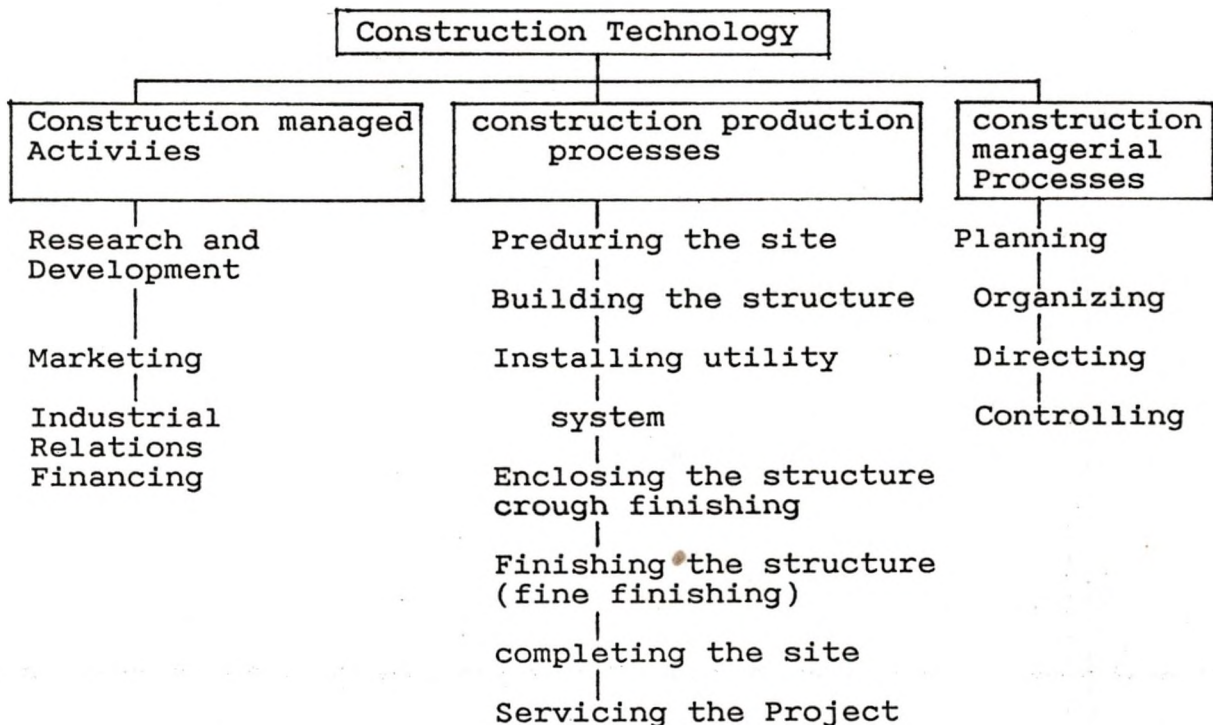 Construction Technology
Construction managed
Activiies
Research and
Development
Marketing
Industrial
Relations
Financing
construction production
processes
Preduring the site
Building the structure
Installing utility
system
Enclosing the structure
crough finishing
Finishing the structure
(fine finishing)
completing the site
Servicing the Project
construction
managerial
Processes
Planning
Organizing
Directing
Controlling